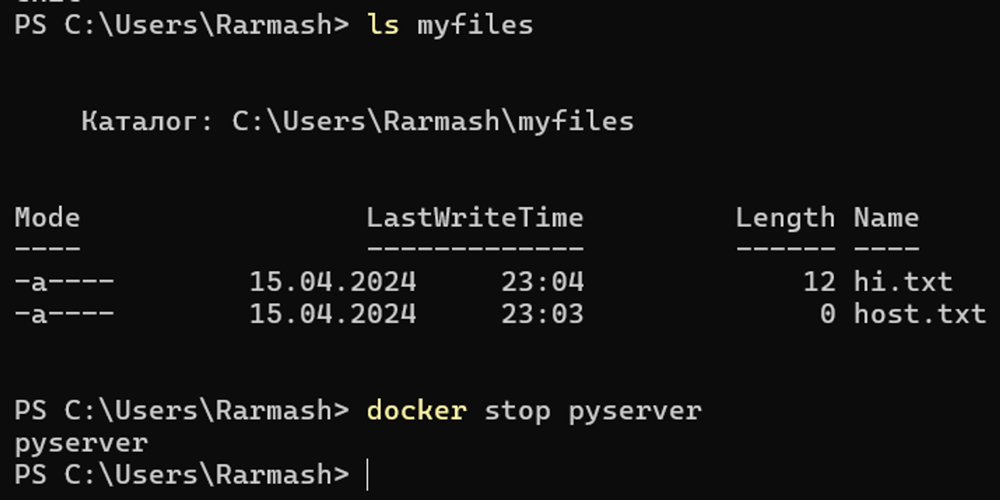 PS C:\Users\Rarmash> ls myfiles
Каталог: C:\Users\Rarmash\myfiles
Mode LastWriteTime Length Name
---- ------------- ------ ----
-a---- 15.04.2024 23:04 12 hi.txt
-a---- 15.04.2024 23:03 0 host.txt
PS C:\Users\Rarmash> docker stop pyserver
pyserver
PS C:\Users\Rarmash>